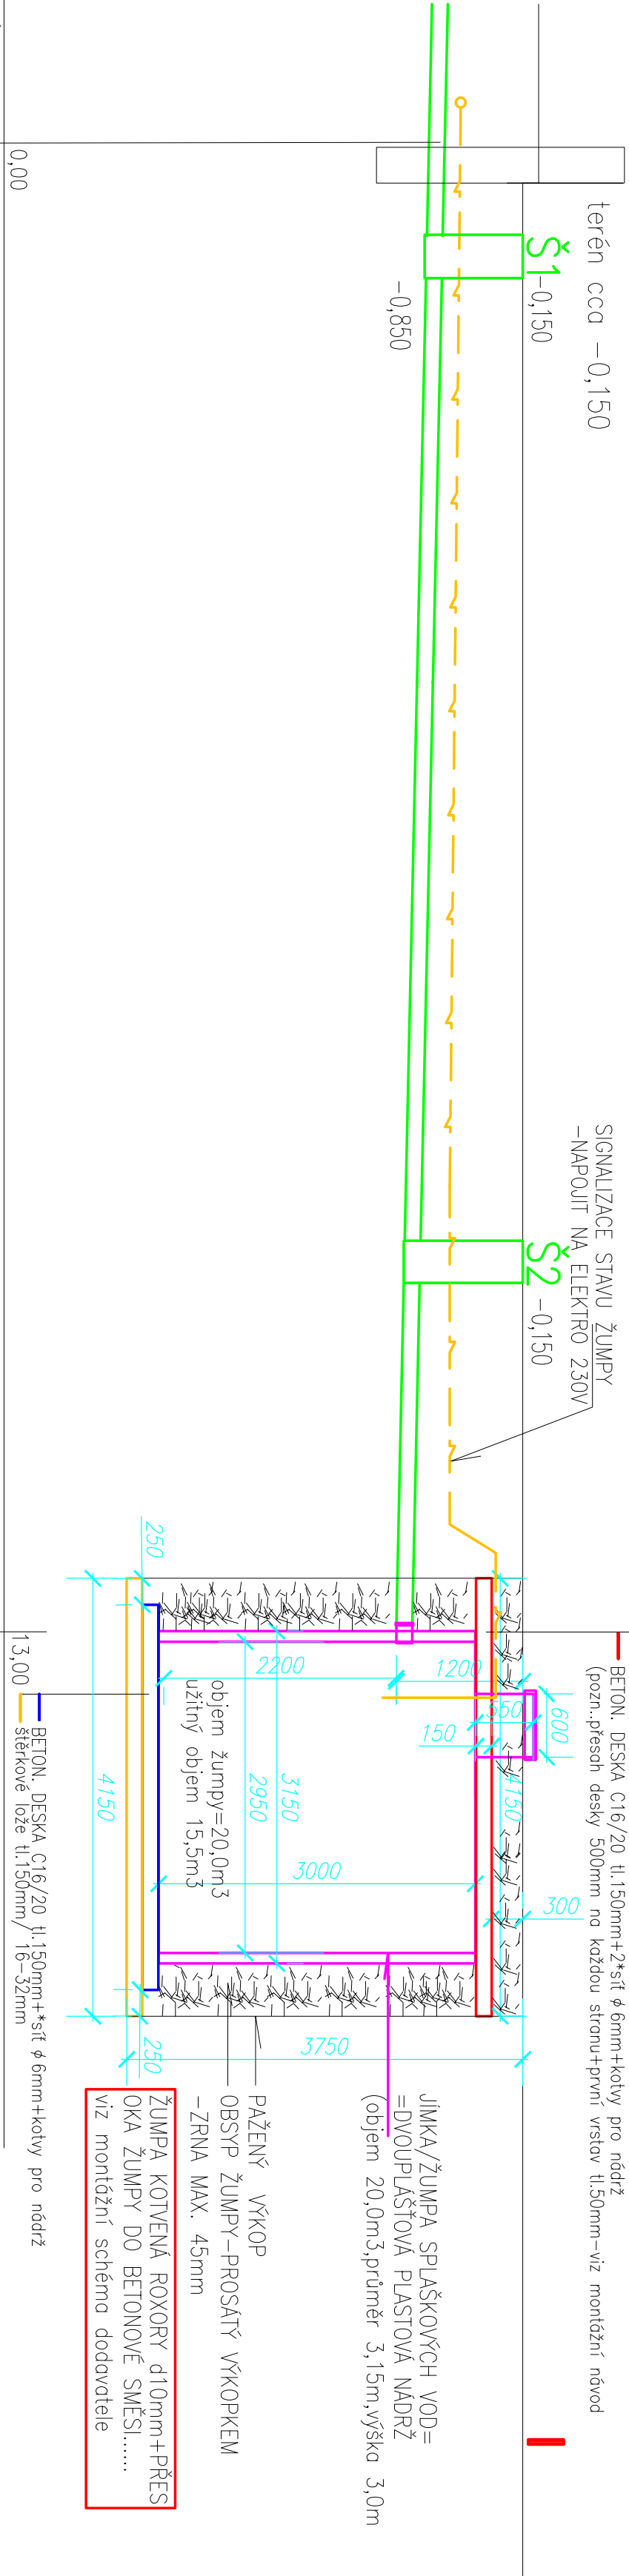 terén cca -0,150
Š1
-0,150
-0,850
0,00
SIGNALIZACE STAVU ŽUMPY
-NAPOJIT NA ELEKTRO 230V
Š2
-0,150
BETON. DESKA C16/20 tl.150mm+2*síť ϕ6mm+kotvy pro nádrž
(pozn..přesah desky 500mm na každou stranu+první vrstav tl.50mm-viz montážní návod
600
550
1200
150
4150
300
2200
objem žumpy=20,0m3
užitný objem 15,5m3
2950
3150
3000
3750
250
250
4150
13,00
JÍMKA/ŽUMPA SPLAŠKOVÝCH VOD=
=DVOUPLÁŠŤOVÁ PLASTOVÁ NÁDRŽ
(objem 20,0m3,průměr 3,15m,výška 3,0m
PAŽENÝ VÝKOP
OBSYP ŽUMPY-PROSÁTÝ VÝKOPKEM
-ZRNA MAX. 45mm
ŽUMPA KOTVENÁ ROXORY d10mm+PŘES
OKA ŽUMPY DO BETONOVÉ SMĚSI......
viz montážní schéma dodavatele
BETON. DESKA C16/20 tl.150mm+*síť ϕ6mm+kotvy pro nádrž
štěrkové lože tl.150mm/ 16-32mm